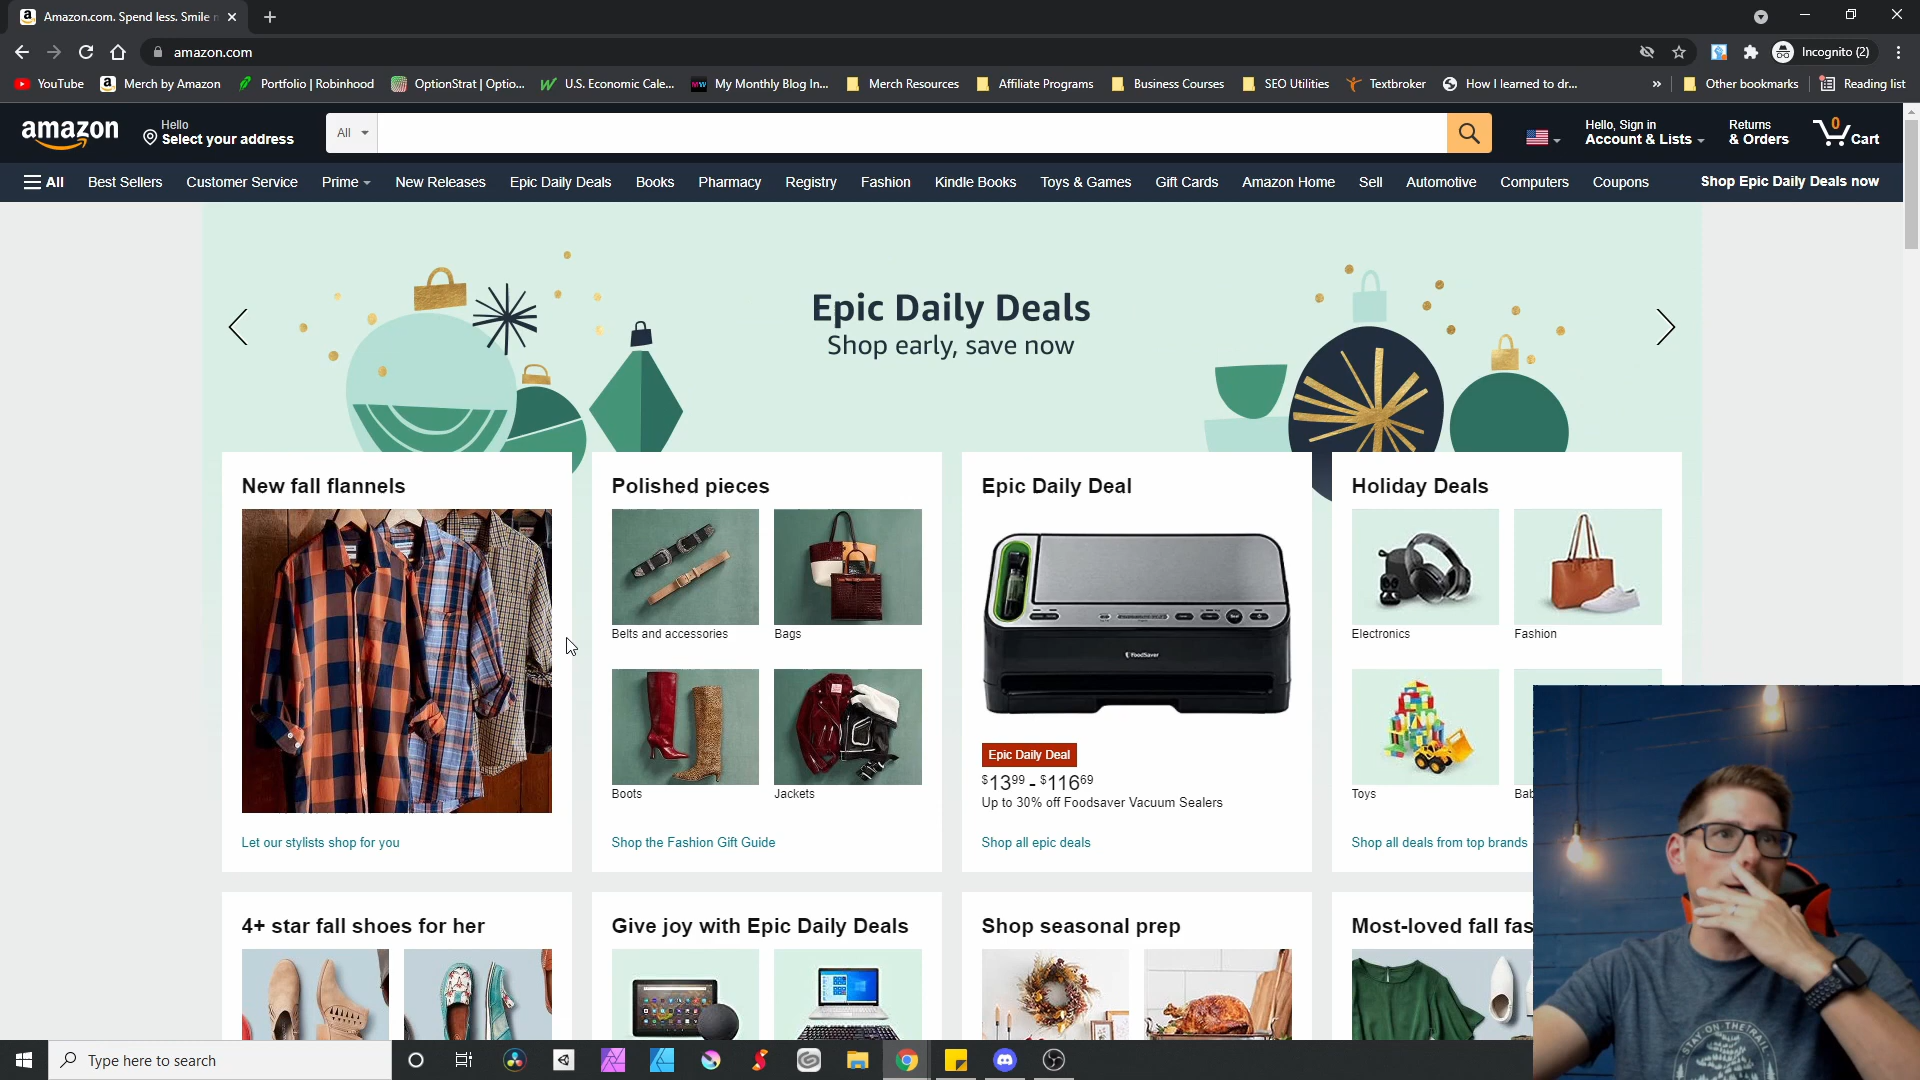 Amazon.com. Spend less. Smile
amazon.com
Incognito (2)
YouTube
Merch by Amazon
Portfolio | Robinhood
OptionStrat | Optio...
U.S. Economic Cale...
My Monthly Blog In...
Merch Resources
Affiliate Programs
Business Courses
SEO Utilities
Textbroker
How I learned to dr...
»
Other bookmarks
Reading list
amazon
Hello
Select your address
All
Hello, Sign in
Account & Lists
Returns
& Orders
0
Cart
All
Best Sellers
Customer Service
Prime
New Releases
Epic Daily Deals
Books
Pharmacy
Registry
Fashion
Kindle Books
Toys & Games
Gift Cards
Amazon Home
Sell
Automotive
Computers
Coupons
Shop Epic Daily Deals now
Epic Daily Deals
Shop early, save now
New fall flannels
Let our stylists shop for you
Polished pieces
Belts and accessories
Bags
Boots
Jackets
Shop the Fashion Gift Guide
Epic Daily Deal
FoodSaver
Epic Daily Deal
$13⁹⁹ - $116⁶⁹
Up to 30% off Foodsaver Vacuum Sealers
Shop all epic deals
Holiday Deals
Electronics
Fashion
Toys
Shop all deals from top brands
4+ star fall shoes for her
Give joy with Epic Daily Deals
Shop seasonal prep
Most-loved fall fas
STAY ON THE TRAIL
Type here to search